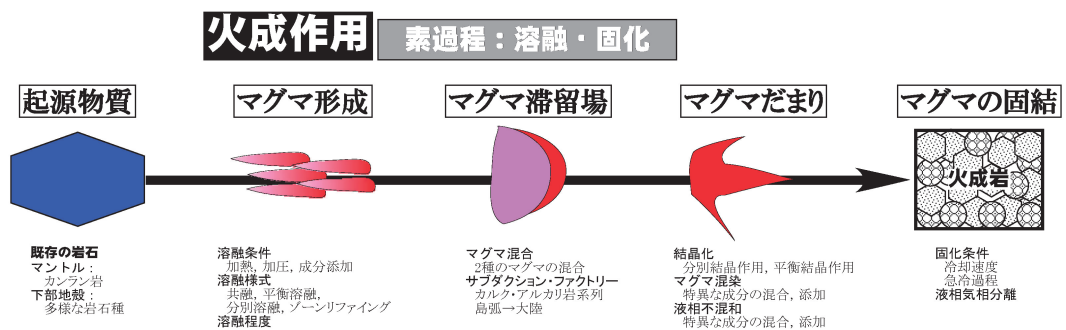 火成作用
素過程：溶融・固化
起源物質
マグマ形成
マグマ滞留場
マグマだまり
マグマの固結
火成岩
既存の岩石
マントル：
カンラン岩
下部地殻：
多様な岩石種
溶融条件
加熱, 加圧, 成分添加
溶融様式
共融, 平衡溶融,
分別溶融, ゾーンリファイング
溶融程度
マグマ混合
2種のマグマの混合
サブダクション・ファクトリー
カルク・アルカリ岩系列
島弧→大陸
結晶化
分別結晶作用, 平衡結晶作用
マグマ混染
特異な成分の混合, 添加
液相不混和
特異な成分の混合, 添加
固化条件
冷却速度
急冷過程
液相気相分離